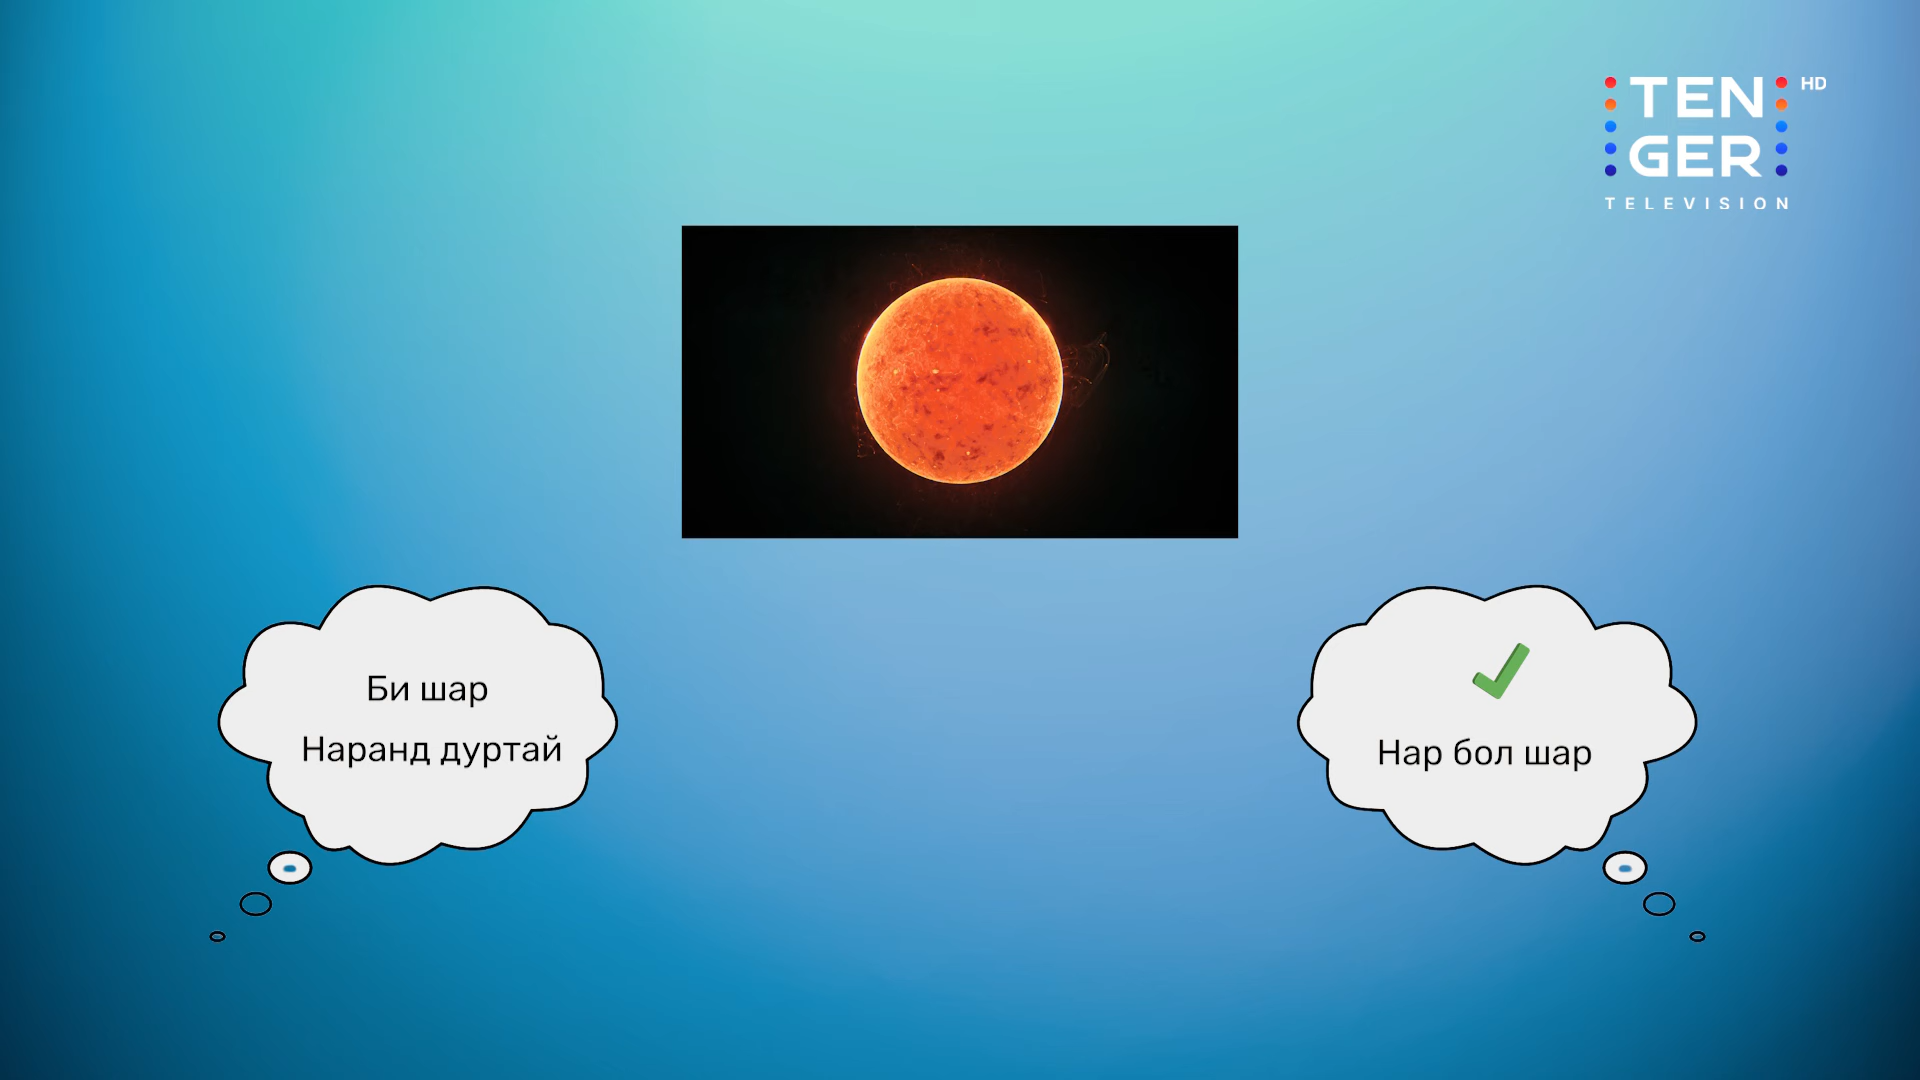 TEN HD
GER
TELEVISION
Би шар
Наранд дуртай
Нар бол шар